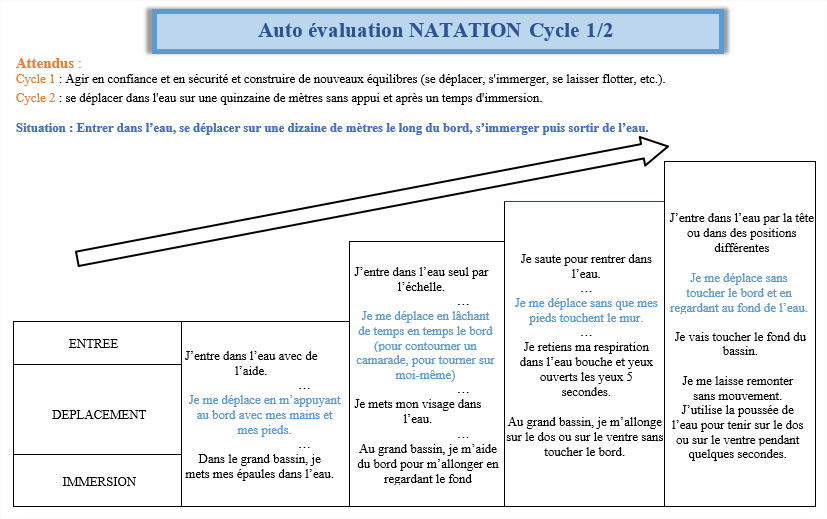 Auto évaluation NATATION Cycle 1/2
Attendus :
Cycle 1 : Agir en confiance et en sécurité et construire de nouveaux équilibres (se déplacer, s'immerger, se laisser flotter, etc.).
Cycle 2 : se déplacer dans l'eau sur une quinzaine de mètres sans appui et après un temps d'immersion.
Situation : Entrer dans l'eau, se déplacer sur une dizaine de mètres le long du bord, s'immerger puis sortir de l'eau.
ENTREE
DEPLACEMENT
IMMERSION
J'entre dans l'eau avec de
l'aide.
…
Je me déplace en m'appuyant
au bord avec mes mains et
mes pieds.
…
Dans le grand bassin, je
mets mes épaules dans l'eau.
J'entre dans l'eau seul par
l'échelle.
…
Je me déplace en lâchant
de temps en temps le bord
(pour contourner un
camarade, pour tourner sur
moi-même)
…
Je mets mon visage dans
l'eau.
…
Au grand bassin, je m'aide
du bord pour m'allonger en
regardant le fond
Je saute pour rentrer dans
l'eau.
…
Je me déplace sans que mes
pieds touchent le mur.
…
Je retiens ma respiration
dans l'eau bouche et yeux
ouverts les yeux 5
secondes.
Au grand bassin, je m'allonge
sur le dos ou sur le ventre sans
toucher le bord.
J'entre dans l'eau par la tête
ou dans des positions
différentes
Je me déplace sans
toucher le bord et en
regardant au fond de l'eau.
Je vais toucher le fond du
bassin.
Je me laisse remonter
sans mouvement.
J'utilise la poussée de
l'eau pour tenir sur le dos
ou sur le ventre pendant
quelques secondes.